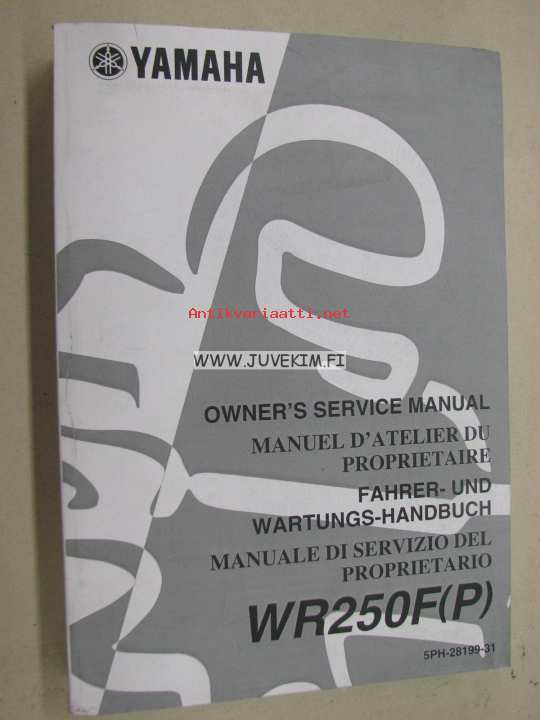 YAMAHA
Antikvariaatti.net
WWW.JUVEKIM.FI
OWNER'S SERVICE MANUAL
MANUEL D'ATELIER DU
PROPRIETAIRE
FAHRER- UND
WARTUNGS-HANDBUCH
MANUALE DI SERVIZIO DEL
PROPRIETARIO
WR250F(P)
5PH-28199-31